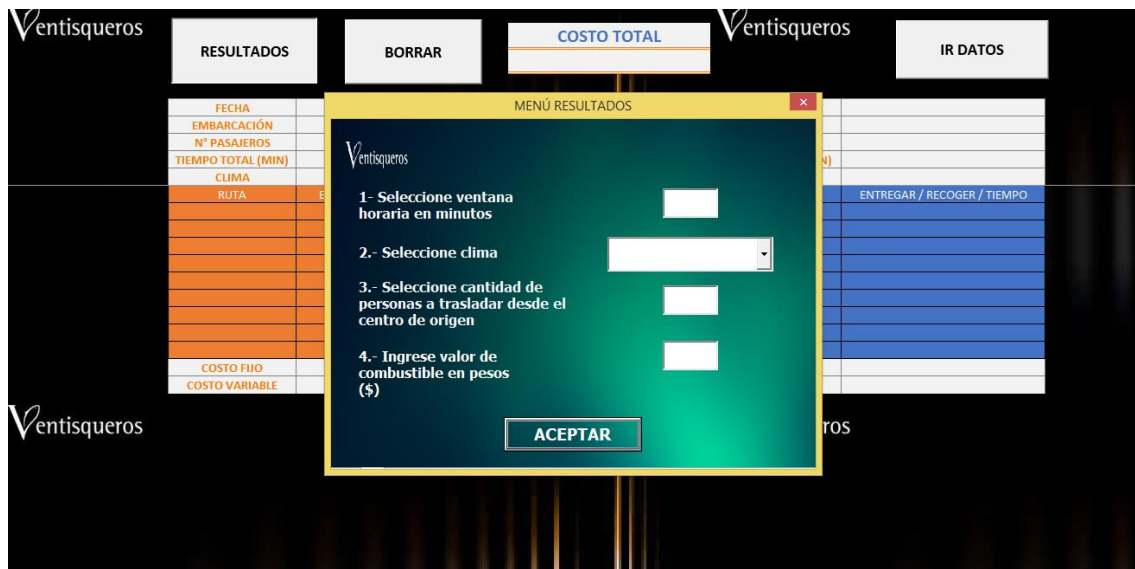 Ventisqueros
RESULTADOS
BORRAR
COSTO TOTAL
Ventisqueros
IR DATOS
FECHA
EMBARCACIÓN
N° PASAJEROS
TIEMPO TOTAL (MIN)
CLIMA
RUTA
ENTREGAR / RECOGER / TIEMPO
COSTO FIJO
COSTO VARIABLE
Ventisqueros
MENÚ RESULTADOS
Ventisqueros
1- Seleccione ventana
horaria en minutos
2.- Seleccione clima
3.- Seleccione cantidad de
personas a trasladar desde el
centro de origen
4.- Ingrese valor de
combustible en pesos
($)
ACEPTAR